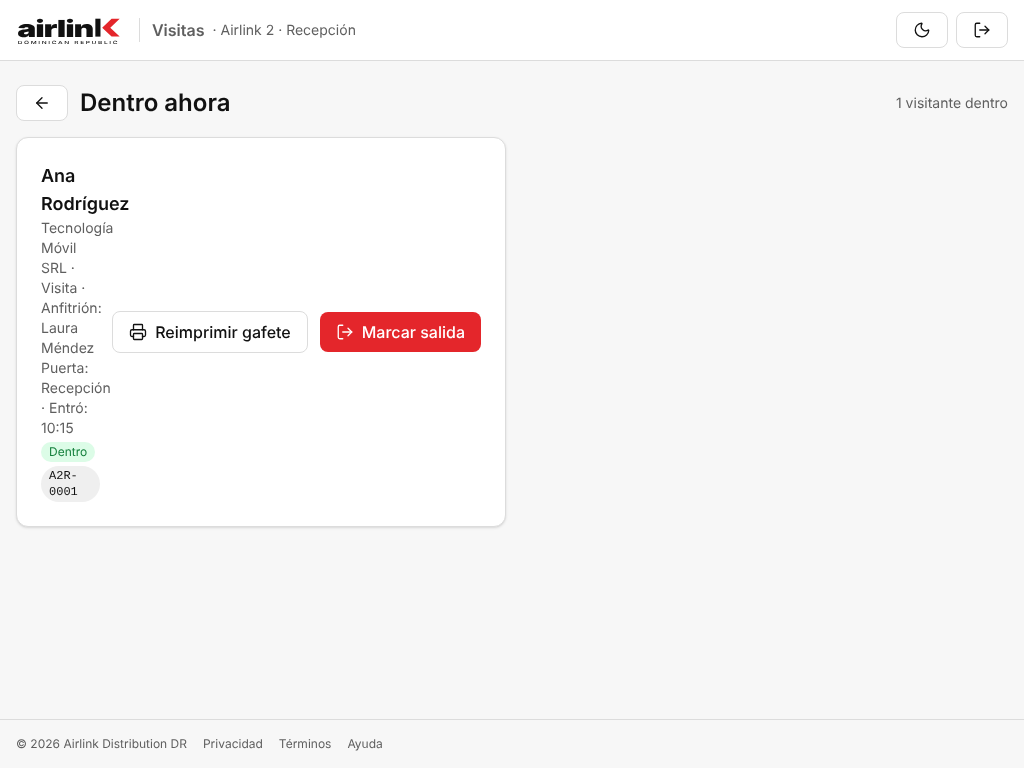 airlink
DOMINICAN REPUBLIC
Visitas · Airlink 2 · Recepción
Dentro ahora
1 visitante dentro
Ana
Rodríguez
Tecnología
Móvil
SRL ·
Visita ·
Anfitrión:
Laura
Méndez
Puerta:
Recepción
· Entró:
10:15
Dentro
A2R-
0001
Reimprimir gafete
Marcar salida
© 2026 Airlink Distribution DR Privacidad Términos Ayuda